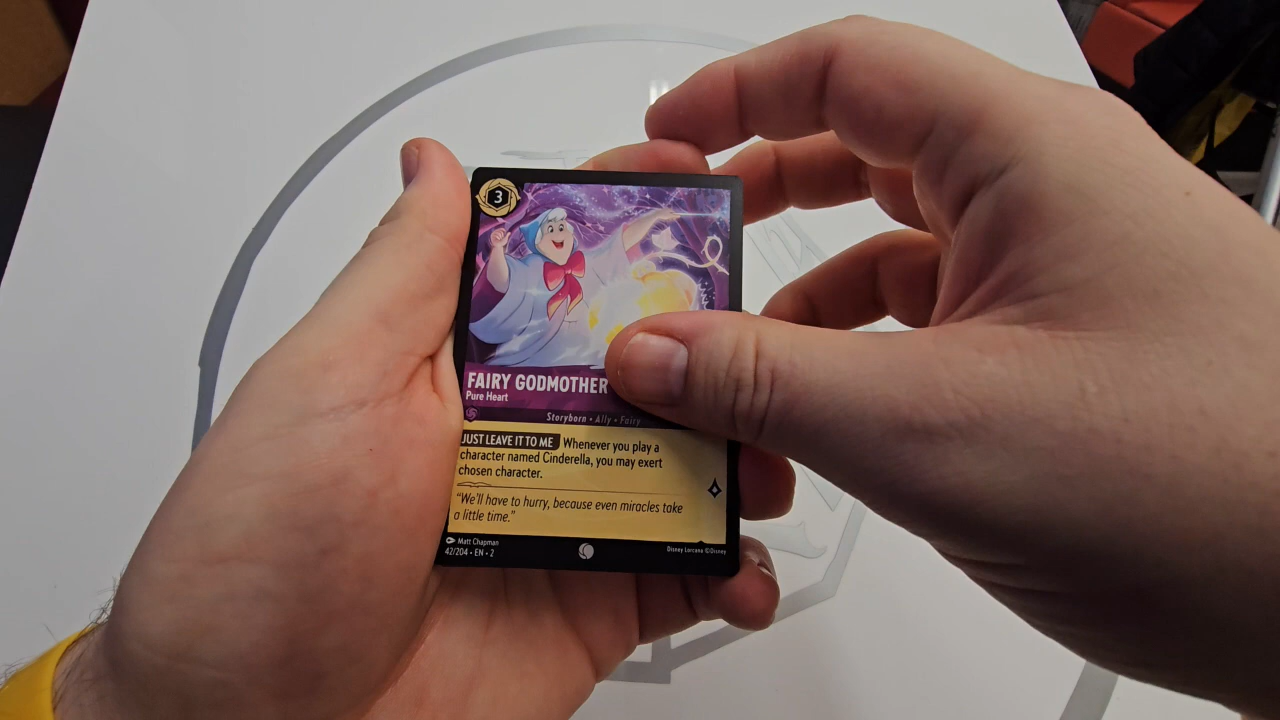 3
FAIRY GODMOTHER
Pure Heart
Storyborn • Ally • Fairy
JUST LEAVE IT TO ME Whenever you play a
character named Cinderella, you may exert
chosen character.
“We'll have to hurry, because even miracles take
a little time.”
Matt Chapman
42/204 • EN • 2
Disney Lorcana ©Disney